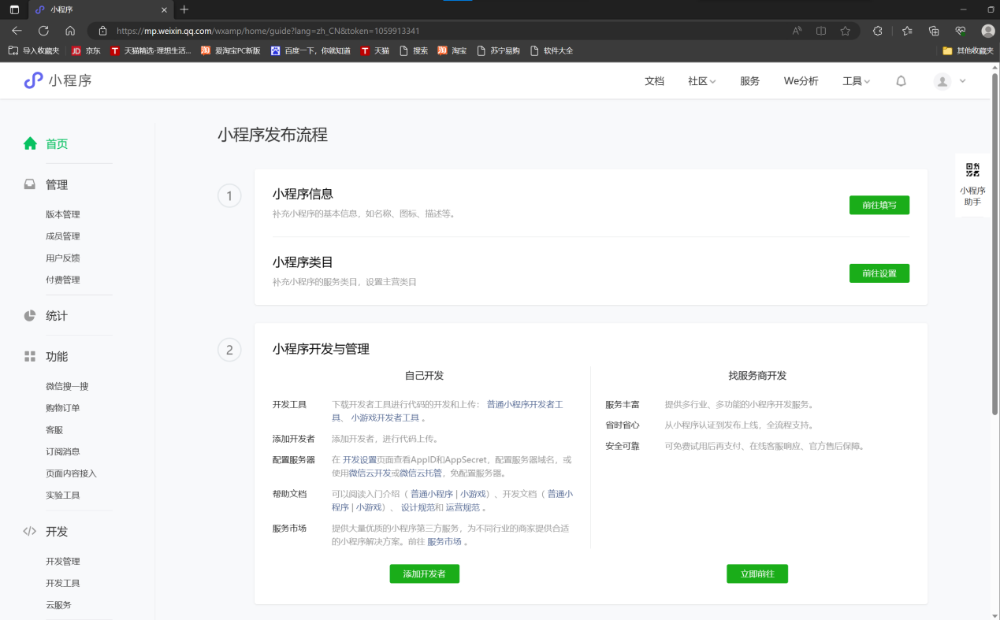 小程序
https://mp.weixin.qq.com/wxamp/home/guide?lang=zh_CN&token=1059913341
导入收藏夹
JD 京东
T 天猫精选-理想生活...
淘 爱淘宝PC新版
百度一下，你就知道
T 天猫
搜索
淘 淘宝
苏宁易购
软件大全
其他收藏夹
小程序
文档
社区
服务
We分析
工具
首页
管理
版本管理
成员管理
用户反馈
付费管理
统计
功能
微信搜一搜
购物订单
客服
订阅消息
页面内容接入
实验工具
开发
开发管理
开发工具
云服务
小程序发布流程
1
小程序信息
补充小程序的基本信息，如名称、图标、描述等。
前往填写
小程序类目
补充小程序的服务类目，设置主营类目
前往设置
2
小程序开发与管理
自己开发
开发工具
下载开发者工具进行代码的开发和上传： 普通小程序开发者工
具、 小游戏开发者工具 。
添加开发者
添加开发者，进行代码上传。
配置服务器
在 开发设置页面查看AppID和AppSecret，配置服务器域名，或
使用微信云开发或微信云托管，免配置服务器。
帮助文档
可以阅读入门介绍（ 普通小程序 | 小游戏）、开发文档（ 普通小
程序 | 小游戏）、 设计规范和 运营规范 。
服务市场
提供大量优质的小程序第三方服务，为不同行业的商家提供合适
的小程序解决方案。前往 服务市场 。
添加开发者
找服务商开发
服务丰富
提供多行业、多功能的小程序开发服务。
省时省心
从小程序认证到发布上线，全流程支持。
安全可靠
可免费试用后再支付、在线客服响应、官方售后保障。
立即前往
小程序
助手